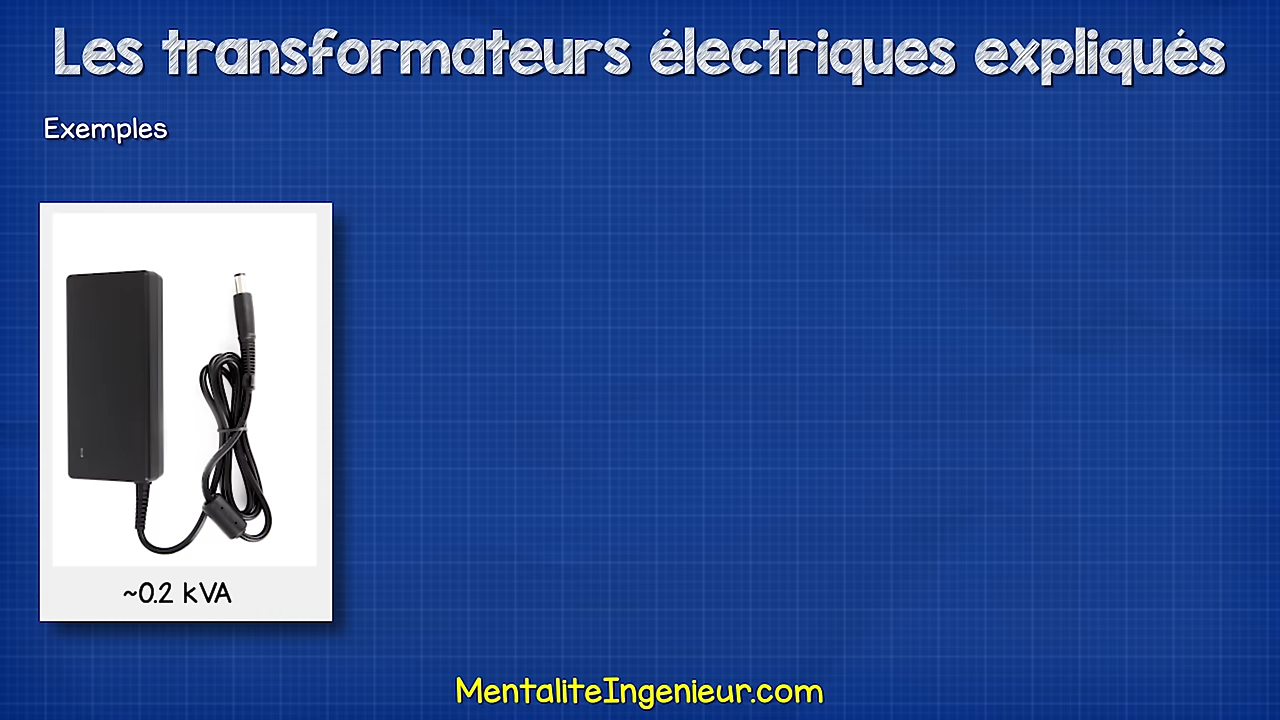 Les transformateurs électriques expliqués
Exemples
~0.2 kVA
MentaliteIngenieur.com